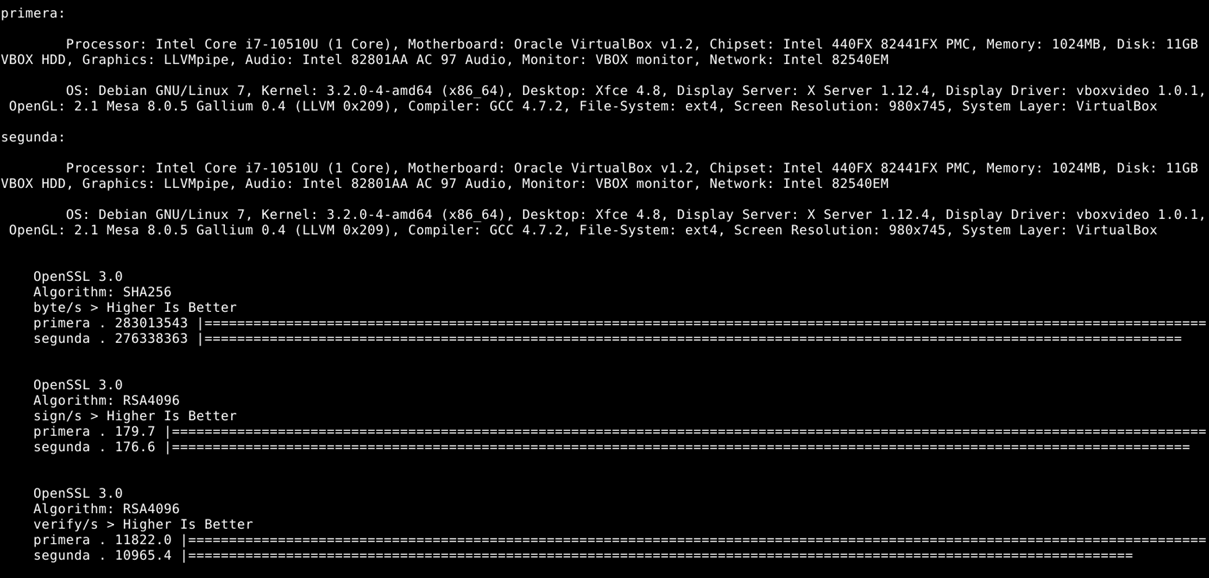 primera:
Processor: Intel Core i7-10510U (1 Core), Motherboard: Oracle VirtualBox v1.2, Chipset: Intel 440FX 82441FX PMC, Memory: 1024MB, Disk: 11GB
VBOX HDD, Graphics: LLVMpipe, Audio: Intel 82801AA AC 97 Audio, Monitor: VBOX monitor, Network: Intel 82540EM
OS: Debian GNU/Linux 7, Kernel: 3.2.0-4-amd64 (x86_64), Desktop: Xfce 4.8, Display Server: X Server 1.12.4, Display Driver: vboxvideo 1.0.1,
OpenGL: 2.1 Mesa 8.0.5 Gallium 0.4 (LLVM 0x209), Compiler: GCC 4.7.2, File-System: ext4, Screen Resolution: 980x745, System Layer: VirtualBox
segunda:
Processor: Intel Core i7-10510U (1 Core), Motherboard: Oracle VirtualBox v1.2, Chipset: Intel 440FX 82441FX PMC, Memory: 1024MB, Disk: 11GB
VBOX HDD, Graphics: LLVMpipe, Audio: Intel 82801AA AC 97 Audio, Monitor: VBOX monitor, Network: Intel 82540EM
OS: Debian GNU/Linux 7, Kernel: 3.2.0-4-amd64 (x86_64), Desktop: Xfce 4.8, Display Server: X Server 1.12.4, Display Driver: vboxvideo 1.0.1,
OpenGL: 2.1 Mesa 8.0.5 Gallium 0.4 (LLVM 0x209), Compiler: GCC 4.7.2, File-System: ext4, Screen Resolution: 980x745, System Layer: VirtualBox
OpenSSL 3.0
Algorithm: SHA256
byte/s > Higher Is Better
primera . 283013543 |===========================================================================================================================
segunda . 276338363 |========================================================================================================================
OpenSSL 3.0
Algorithm: RSA4096
sign/s > Higher Is Better
primera . 179.7 |===============================================================================================================================
segunda . 176.6 |=============================================================================================================================
OpenSSL 3.0
Algorithm: RSA4096
verify/s > Higher Is Better
primera . 11822.0 |=============================================================================================================================
segunda . 10965.4 |====================================================================================================================